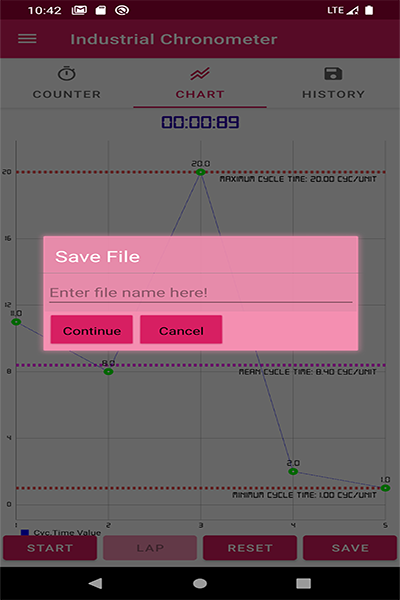 10:42
LTE
Industrial Chronometer
COUNTER
CHART
HISTORY
00:00:89
20.0
20
MAXIMUM CYCLE TIME: 20.00 CYC/UNIT
16
Save File
Enter file name here!
12
11.0
Continue
Cancel
8.0
8
MEAN CYCLE TIME: 8.40 CYC/UNIT
4
2.0
1.0
MINIMUM CYCLE TIME: 1.00 CYC/UNIT
0
1 2 3 4 5
Cyc.Time Value
START
LAP
RESET
SAVE